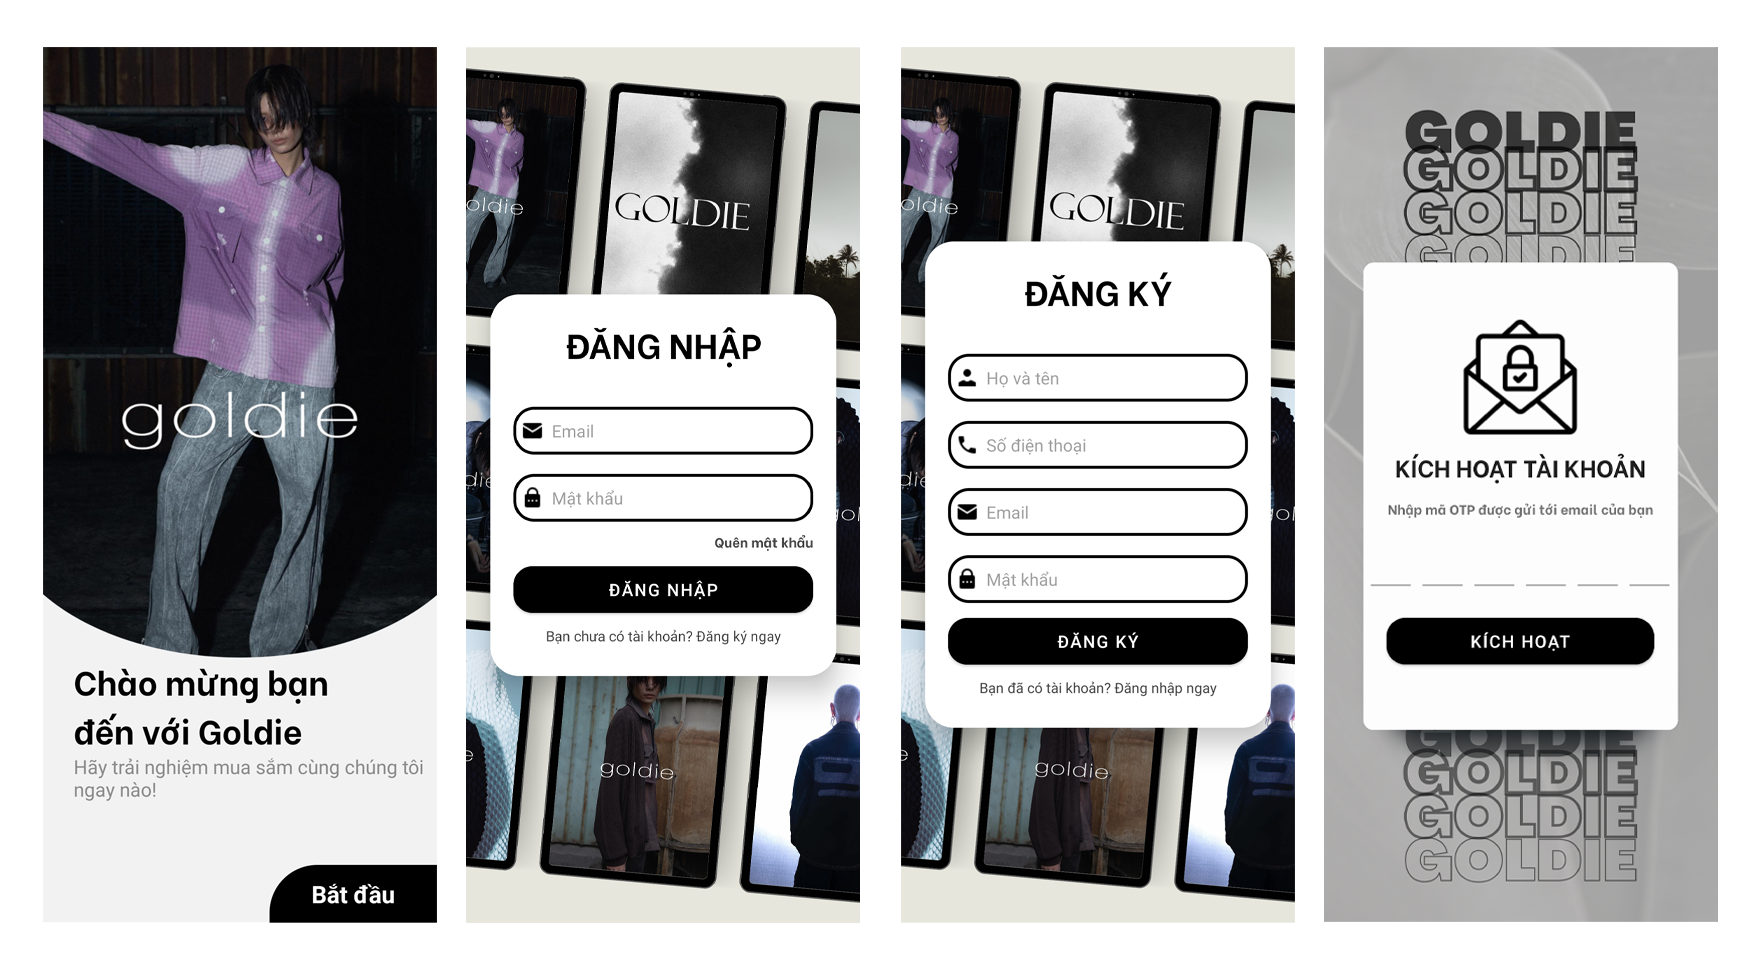 goldie
Chào mừng bạn
đến với Goldie
Hãy trải nghiệm mua sắm cùng chúng tôi
ngay nào!
Bắt đầu
oldie
GOLDIE
ĐĂNG NHẬP
Email
Mật khẩu
Quên mật khẩu
ĐĂNG NHẬP
Bạn chưa có tài khoản? Đăng ký ngay
goldie
oldie
GOLDIE
ĐĂNG KÝ
Họ và tên
Số điện thoại
Email
Mật khẩu
ĐĂNG KÝ
Bạn đã có tài khoản? Đăng nhập ngay
goldie
GOLDIE
GOLDIE
GOLDIE
GOLDIE
KÍCH HOẠT TÀI KHOẢN
Nhập mã OTP được gửi tới email của bạn
KÍCH HOẠT
GOLDIE
GOLDIE
GOLDIE
GOLDIE